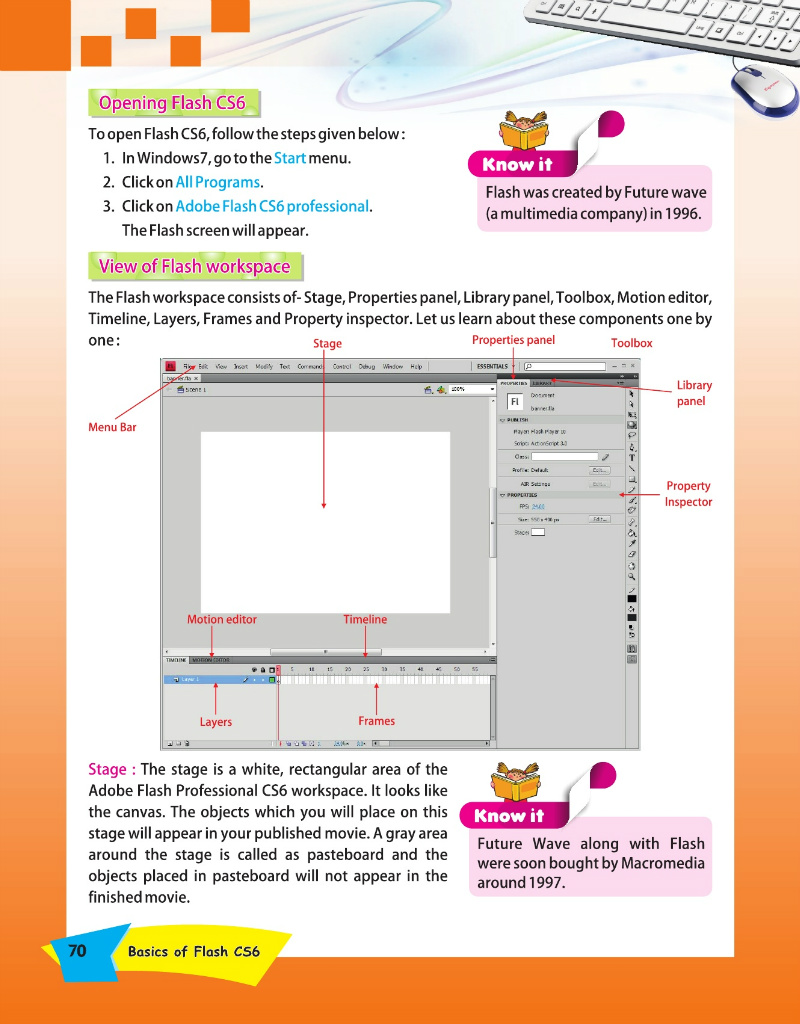 Opening Flash CS6
To open Flash CS6, follow the steps given below :
1. In Windows7, go to the Start menu.
2. Click on All Programs.
3. Click on Adobe Flash CS6 professional.
The Flash screen will appear.
Know it
Flash was created by Future wave
(a multimedia company) in 1996.
View of Flash workspace
The Flash workspace consists of- Stage, Properties panel, Library panel, Toolbox, Motion editor,
Timeline, Layers, Frames and Property inspector. Let us learn about these components one by
one :
Stage
Properties panel
Toolbox
Library
panel
Menu Bar
Property
Inspector
FL File Edit View Insert Modify Text Commands Control Debug Window Help ESSENTIALS
banner.fla ×
Scene 1
100%
PROPERTIES LIBRARY
Fl
Document
banner.fla
PUBLISH
Player: Flash Player 10
Script: ActionScript 3.0
Class:
Profile: Default Edit...
AIR Settings Edit...
PROPERTIES
FPS: 24.00
Size: 550 x 400 px Edit...
Stage:
Motion editor
Timeline
TIMELINE MOTION EDITOR
5 10 15 20 25 30 35 40 45 50 55
Layer 1
Layers
Frames
Stage : The stage is a white, rectangular area of the
Adobe Flash Professional CS6 workspace. It looks like
the canvas. The objects which you will place on this
stage will appear in your published movie. A gray area
around the stage is called as pasteboard and the
objects placed in pasteboard will not appear in the
finished movie.
Know it
Future Wave along with Flash
were soon bought by Macromedia
around 1997.
70
Basics of Flash CS6